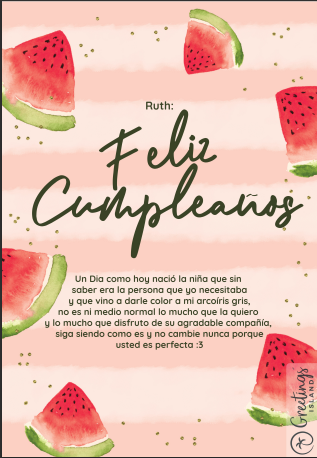 Ruth:
Feliz
Cumpleaños
Un Dia como hoy nació la niña que sin
saber era la persona que yo necesitaba
y que vino a darle color a mi arcoíris gris,
no es ni medio normal lo mucho que la quiero
y lo mucho que disfruto de su agradable compañía,
siga siendo como es y no cambie nunca porque
usted es perfecta :3
Greetings
ISLAND